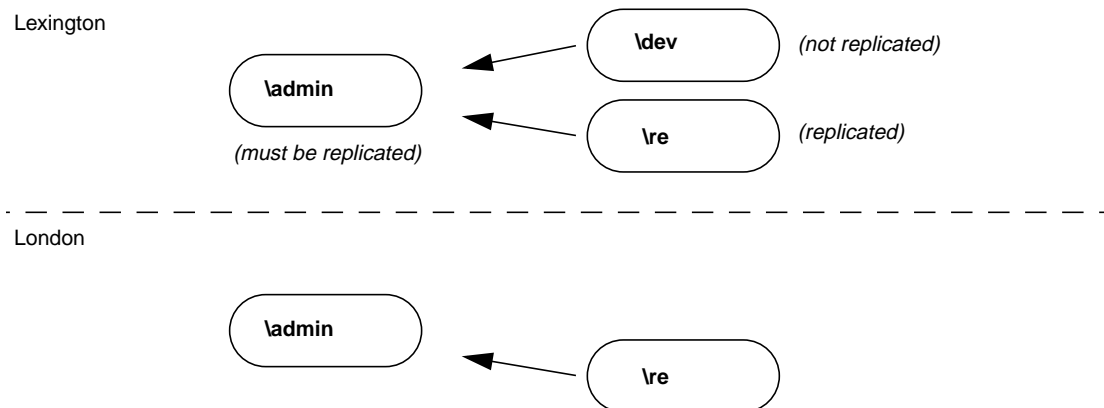 Lexington
\dev
(not replicated)
\admin
\re
(replicated)
(must be replicated)
London
\admin
\re